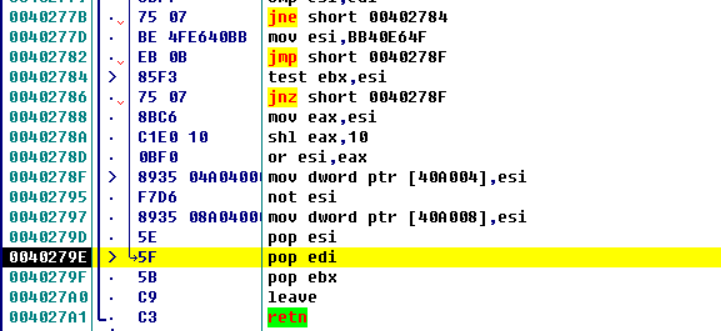 0040277B 75 07 jne short 00402784
0040277D BE 4FE640BB mov esi,BB40E64F
00402782 EB 0B jmp short 0040278F
00402784 > 85F3 test ebx,esi
00402786 75 07 jnz short 0040278F
00402788 8BC6 mov eax,esi
0040278A C1E0 10 shl eax,10
0040278D 0BF0 or esi,eax
0040278F > 8935 04A0400 mov dword ptr [40A004],esi
00402795 F7D6 not esi
00402797 8935 08A0400 mov dword ptr [40A008],esi
0040279D 5E pop esi
0040279E > 5F pop edi
0040279F 5B pop ebx
004027A0 C9 leave
004027A1 C3 retn